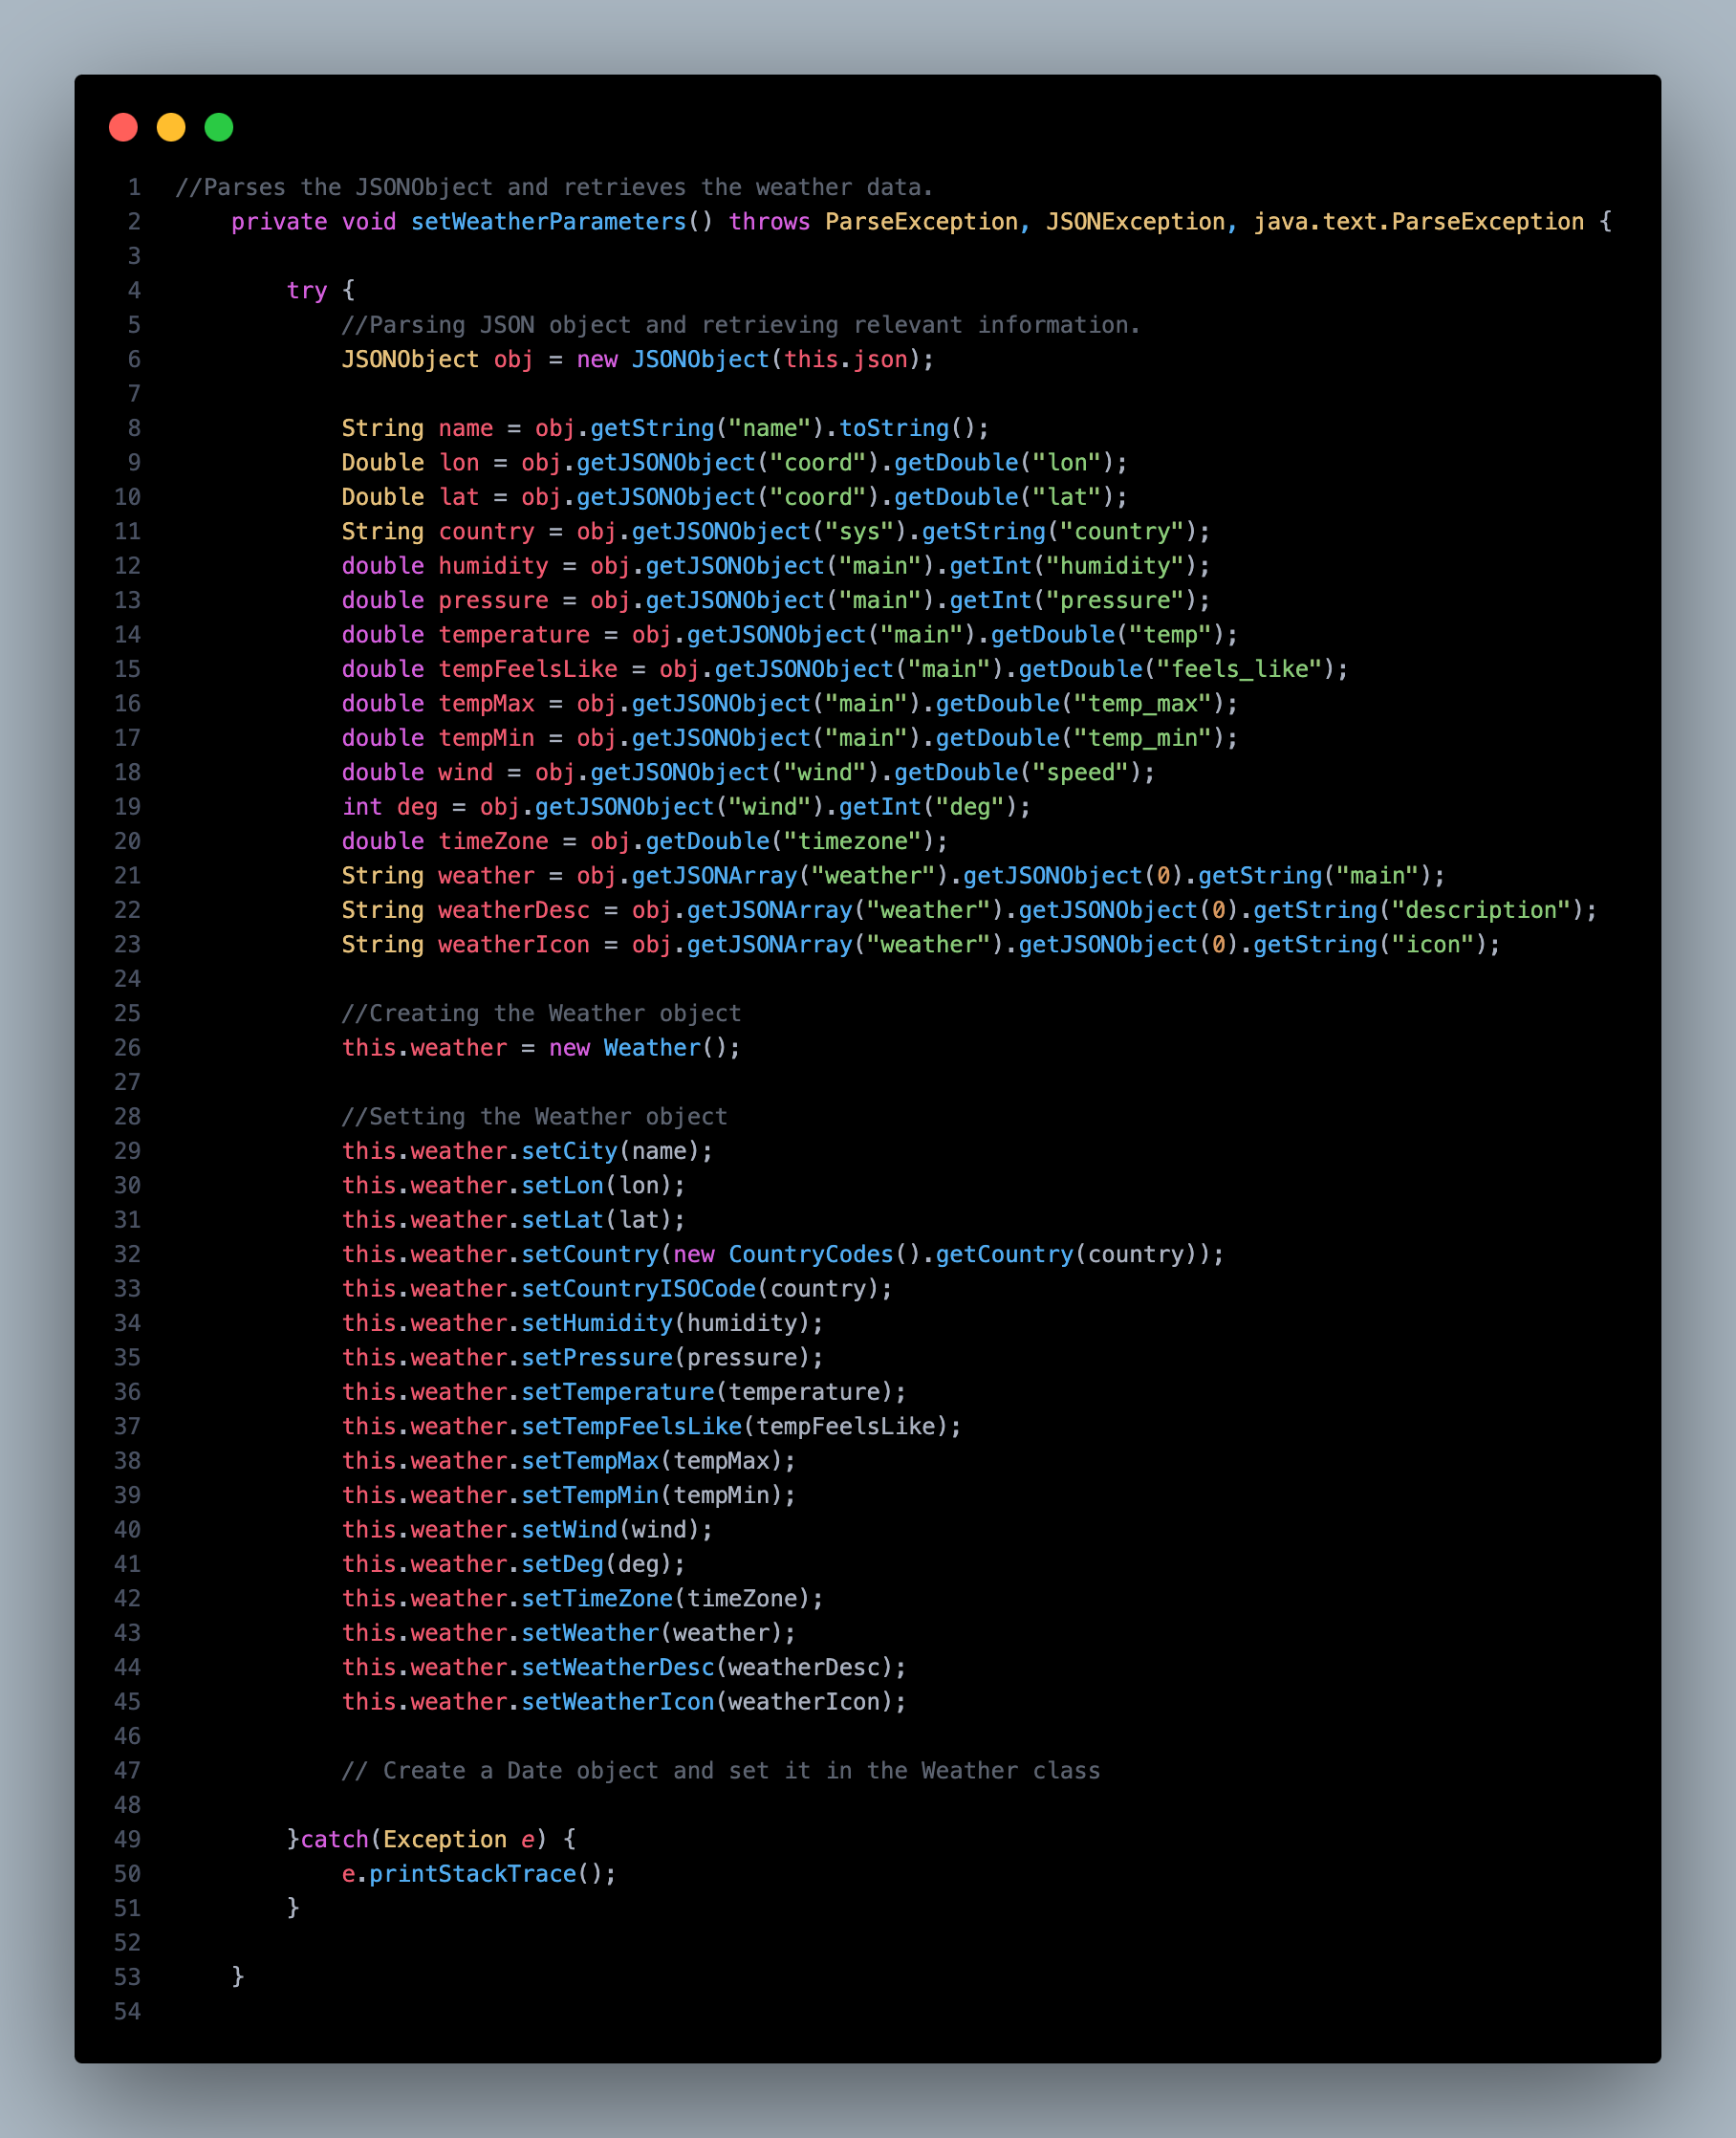 1 //Parses the JSONObject and retrieves the weather data.
2     private void setWeatherParameters() throws ParseException, JSONException, java.text.ParseException {
3
4         try {
5             //Parsing JSON object and retrieving relevant information.
6             JSONObject obj = new JSONObject(this.json);
7
8             String name = obj.getString("name").toString();
9             Double lon = obj.getJSONObject("coord").getDouble("lon");
10             Double lat = obj.getJSONObject("coord").getDouble("lat");
11             String country = obj.getJSONObject("sys").getString("country");
12             double humidity = obj.getJSONObject("main").getInt("humidity");
13             double pressure = obj.getJSONObject("main").getInt("pressure");
14             double temperature = obj.getJSONObject("main").getDouble("temp");
15             double tempFeelsLike = obj.getJSONObject("main").getDouble("feels_like");
16             double tempMax = obj.getJSONObject("main").getDouble("temp_max");
17             double tempMin = obj.getJSONObject("main").getDouble("temp_min");
18             double wind = obj.getJSONObject("wind").getDouble("speed");
19             int deg = obj.getJSONObject("wind").getInt("deg");
20             double timeZone = obj.getDouble("timezone");
21             String weather = obj.getJSONArray("weather").getJSONObject(0).getString("main");
22             String weatherDesc = obj.getJSONArray("weather").getJSONObject(0).getString("description");
23             String weatherIcon = obj.getJSONArray("weather").getJSONObject(0).getString("icon");
24
25             //Creating the Weather object
26             this.weather = new Weather();
27
28             //Setting the Weather object
29             this.weather.setCity(name);
30             this.weather.setLon(lon);
31             this.weather.setLat(lat);
32             this.weather.setCountry(new CountryCodes().getCountry(country));
33             this.weather.setCountryISOCode(country);
34             this.weather.setHumidity(humidity);
35             this.weather.setPressure(pressure);
36             this.weather.setTemperature(temperature);
37             this.weather.setTempFeelsLike(tempFeelsLike);
38             this.weather.setTempMax(tempMax);
39             this.weather.setTempMin(tempMin);
40             this.weather.setWind(wind);
41             this.weather.setDeg(deg);
42             this.weather.setTimeZone(timeZone);
43             this.weather.setWeather(weather);
44             this.weather.setWeatherDesc(weatherDesc);
45             this.weather.setWeatherIcon(weatherIcon);
46
47             // Create a Date object and set it in the Weather class
48
49         }catch(Exception e) {
50             e.printStackTrace();
51         }
52
53     }
54